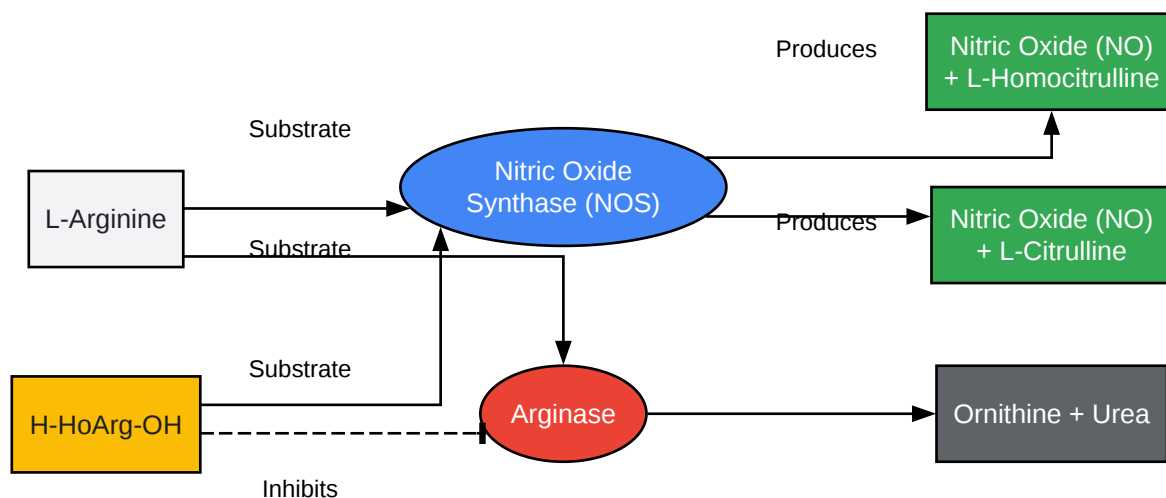 Produces
Nitric Oxide (NO)
+ L-Homocitrulline
Substrate
Nitric Oxide
Synthase (NOS)
L-Arginine
Nitric Oxide (NO)
+ L-Citrulline
Produces
Substrate
Substrate
H-HoArg-OH
Arginase
Ornithine + Urea
Inhibits